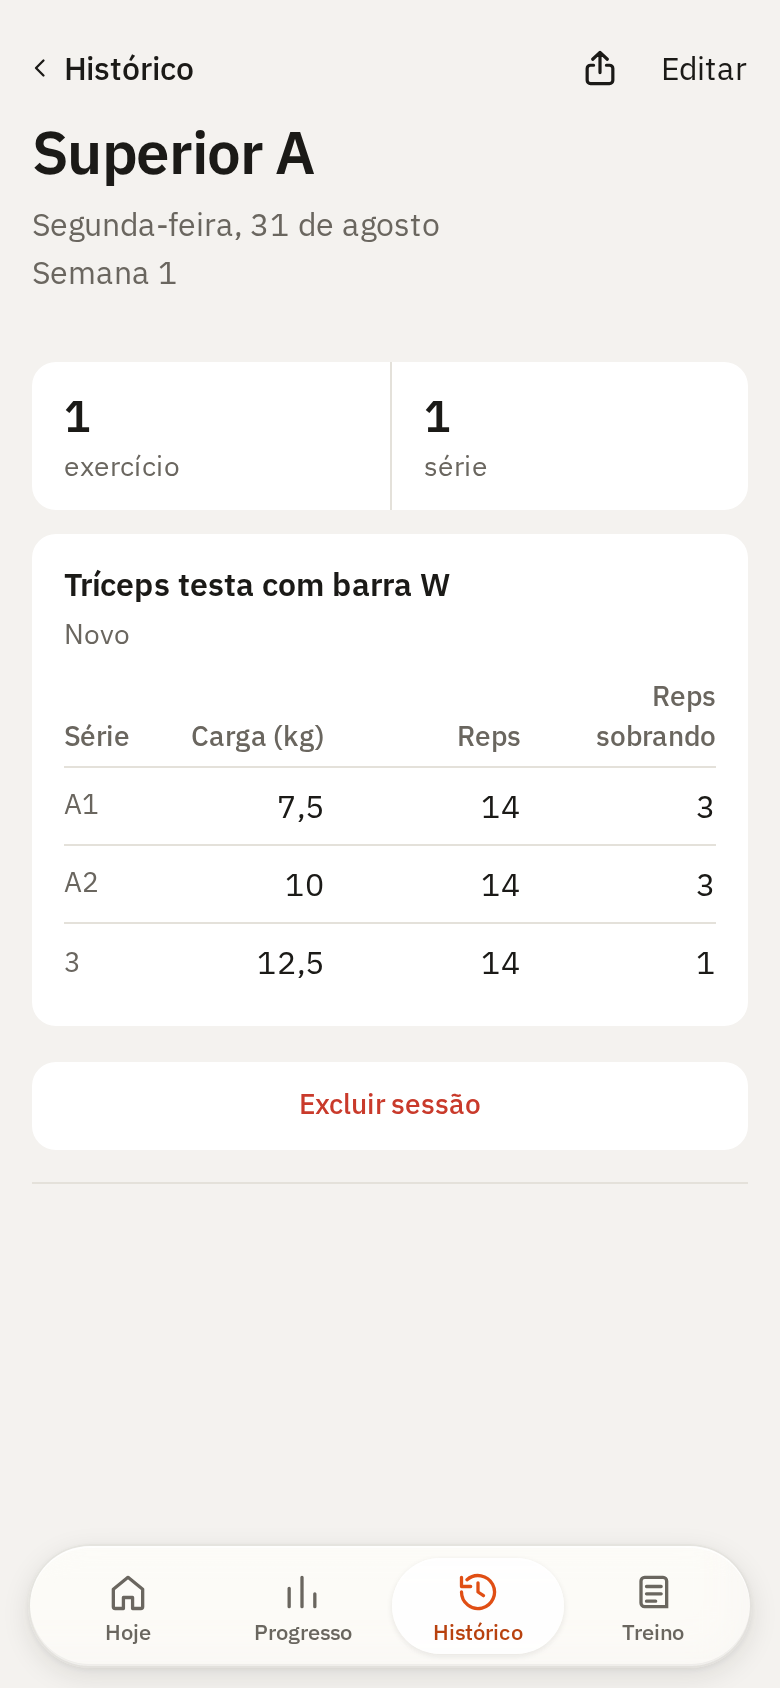 Histórico
Editar
Superior A
Segunda-feira, 31 de agosto
Semana 1
1
exercício
1
série
Tríceps testa com barra W
Novo
Série Carga (kg) Reps Reps sobrando
A1 7,5 14 3
A2 10 14 3
3 12,5 14 1
Excluir sessão
Hoje
Progresso
Histórico
Treino